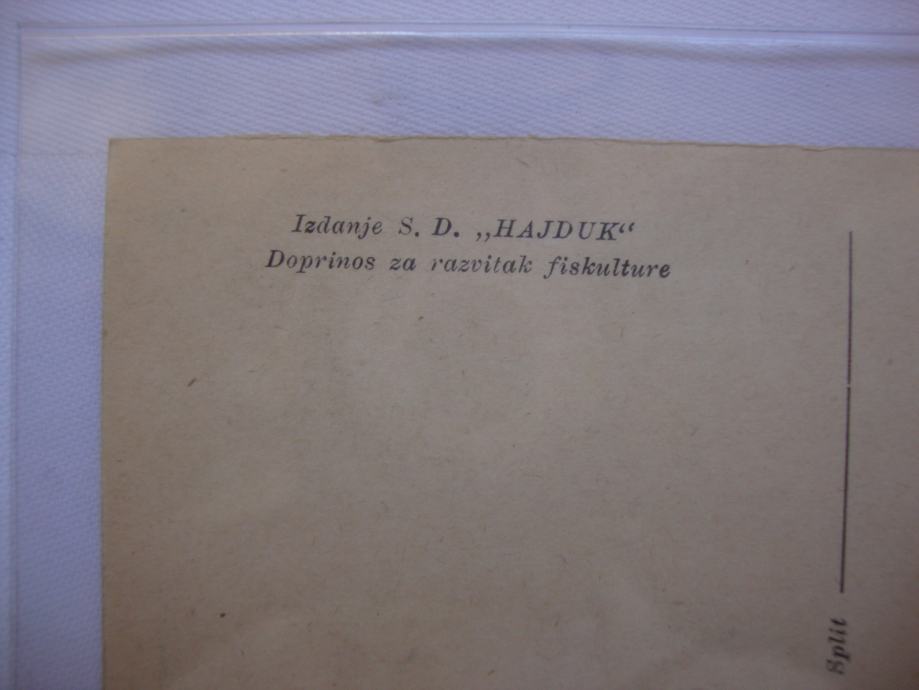 Izdanje S. D. „HAJDUK“
Doprinos za razvitak fiskulture
Split